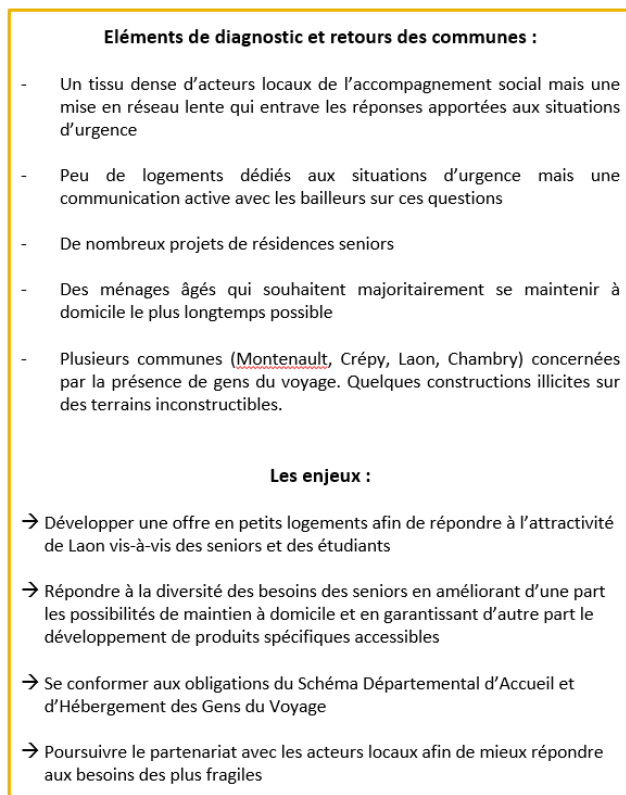 Eléments de diagnostic et retours des communes :
- Un tissu dense d’acteurs locaux de l’accompagnement social mais une
mise en réseau lente qui entrave les réponses apportées aux situations
d’urgence
- Peu de logements dédiés aux situations d’urgence mais une
communication active avec les bailleurs sur ces questions
- De nombreux projets de résidences seniors
- Des ménages âgés qui souhaitent majoritairement se maintenir à
domicile le plus longtemps possible
- Plusieurs communes (Montenault, Crépy, Laon, Chambry) concernées
par la présence de gens du voyage. Quelques constructions illicites sur
des terrains inconstructibles.
Les enjeux :
→ Développer une offre en petits logements afin de répondre à l’attractivité
de Laon vis-à-vis des seniors et des étudiants
→ Répondre à la diversité des besoins des seniors en améliorant d’une part
les possibilités de maintien à domicile et en garantissant d’autre part le
développement de produits spécifiques accessibles
→ Se conformer aux obligations du Schéma Départemental d’Accueil et
d’Hébergement des Gens du Voyage
→ Poursuivre le partenariat avec les acteurs locaux afin de mieux répondre
aux besoins des plus fragiles